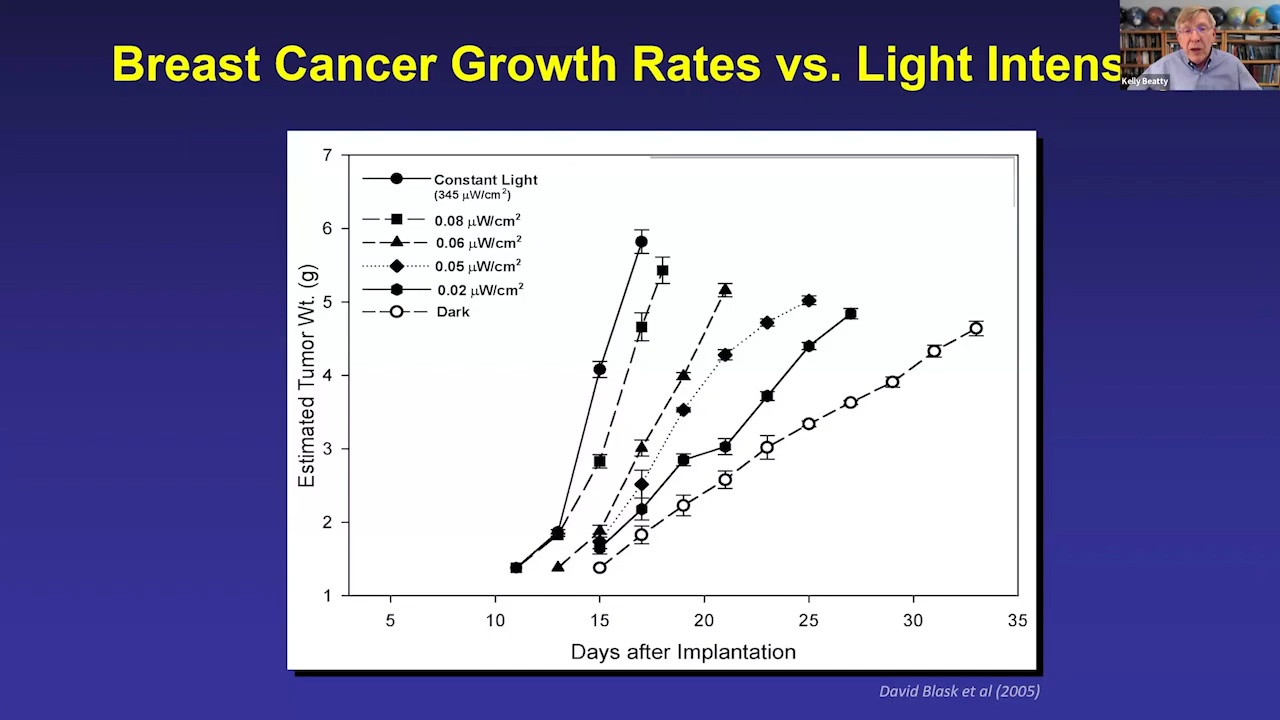 Breast Cancer Growth Rates vs. Light Intens
Kelly Beatty
7
6
5
4
3
2
1
Estimated Tumor Wt. (g)
Constant Light
(345 μW/cm²)
0.08 μW/cm²
0.06 μW/cm²
0.05 μW/cm²
0.02 μW/cm²
Dark
5 10 15 20 25 30 35
Days after Implantation
David Blask et al (2005)